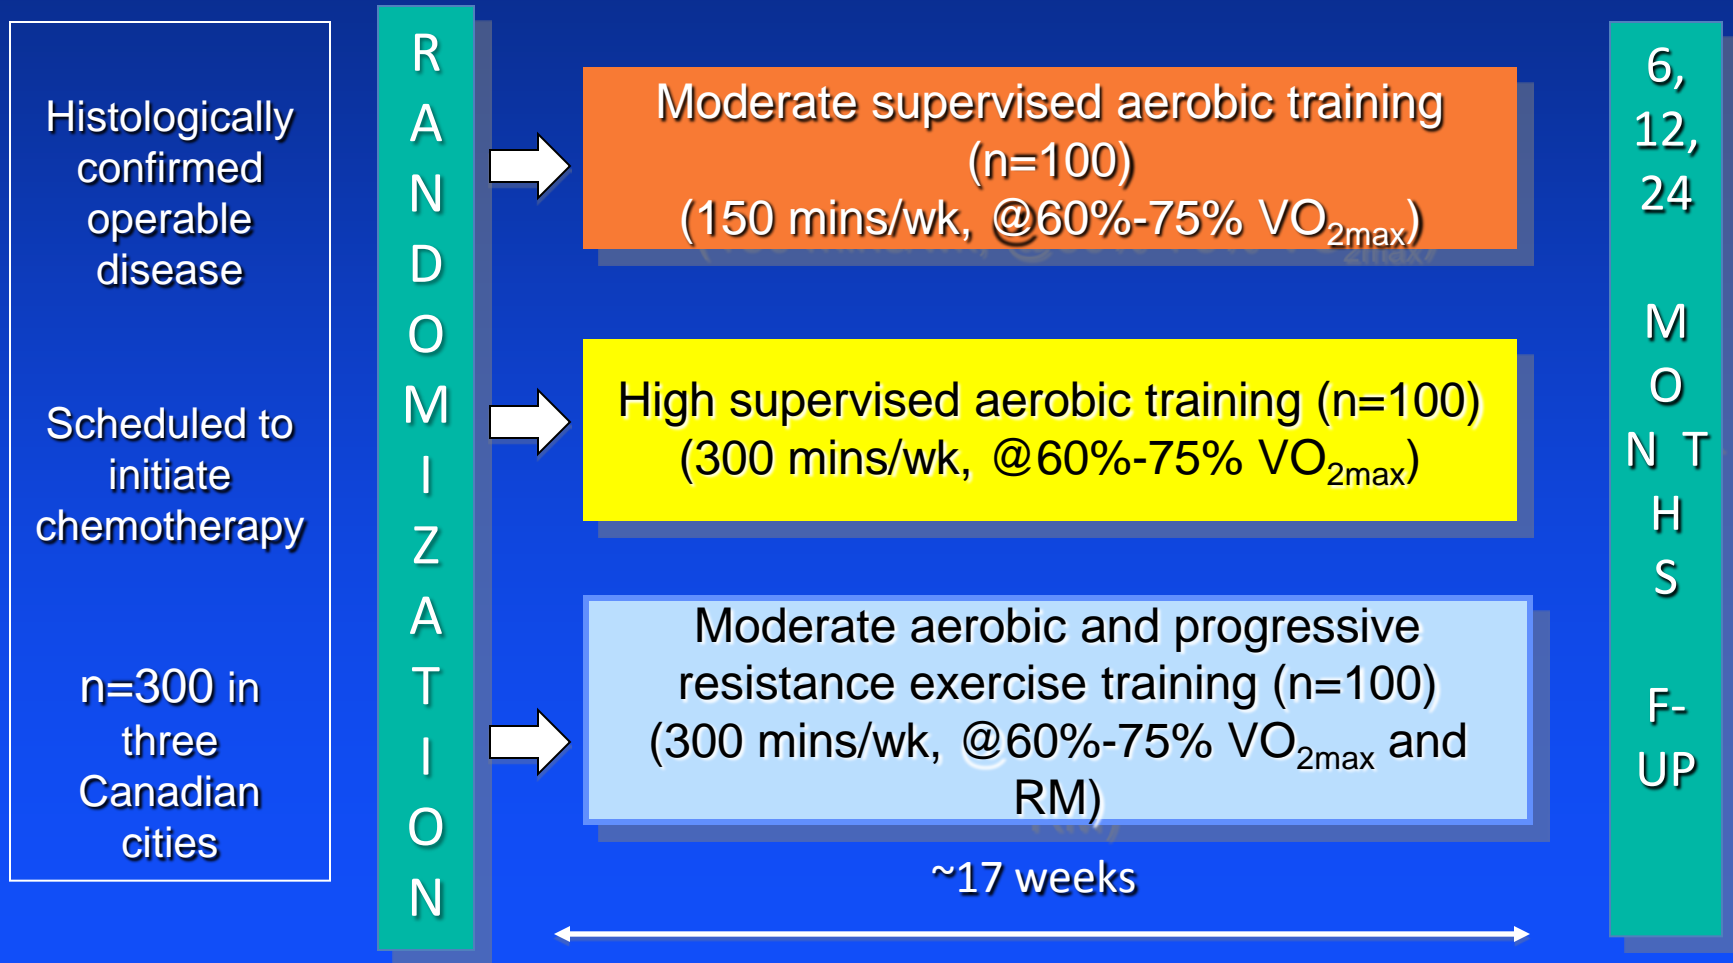 Histologically
confirmed
operable
disease
Scheduled to
initiate
chemotherapy
n=300 in
three
Canadian
cities
R
A
N
D
O
M
I
Z
A
T
I
O
N
Moderate supervised aerobic training
(n=100)
(150 mins/wk, @60%-75% VO2max)
High supervised aerobic training (n=100)
(300 mins/wk, @60%-75% VO2max)
Moderate aerobic and progressive
resistance exercise training (n=100)
(300 mins/wk, @60%-75% VO2max and
RM)
~17 weeks
6,
12,
24
M
O
N T
H
S
F-
UP